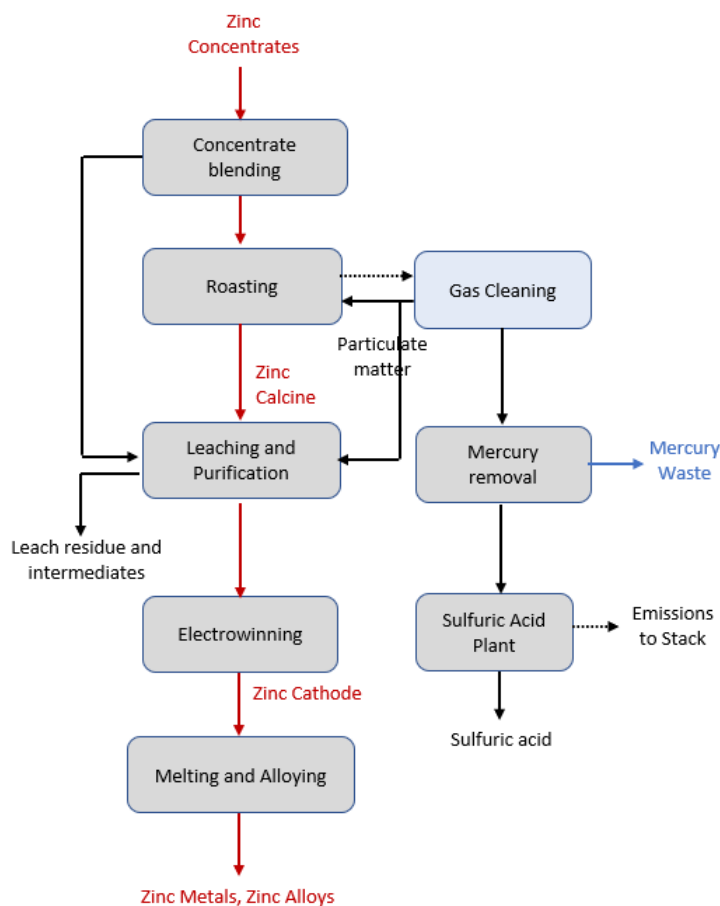 Zinc
Concentrates
Concentrate
blending
Roasting
Gas Cleaning
Particulate
matter
Zinc
Calcine
Leaching and
Purification
Mercury
removal
Mercury
Waste
Leach residue and
intermediates
Electrowinning
Sulfuric Acid
Plant
Emissions
to Stack
Zinc Cathode
Sulfuric acid
Melting and Alloying
Zinc Metals, Zinc Alloys